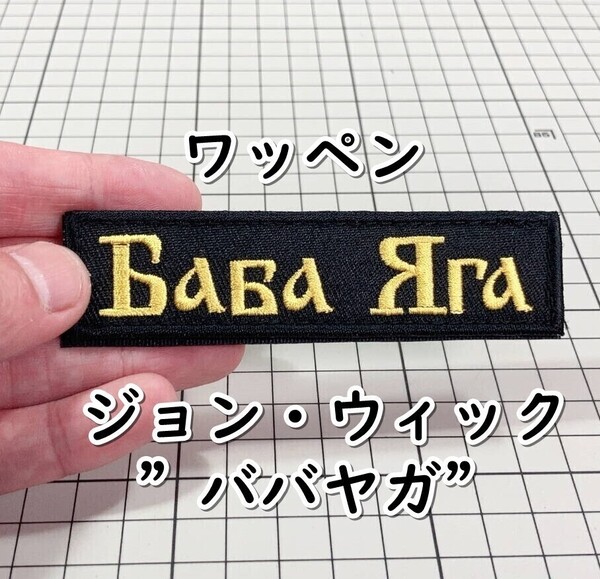 ワッペン
Баба Яга
ジョン・ウィック
”ババヤガ”